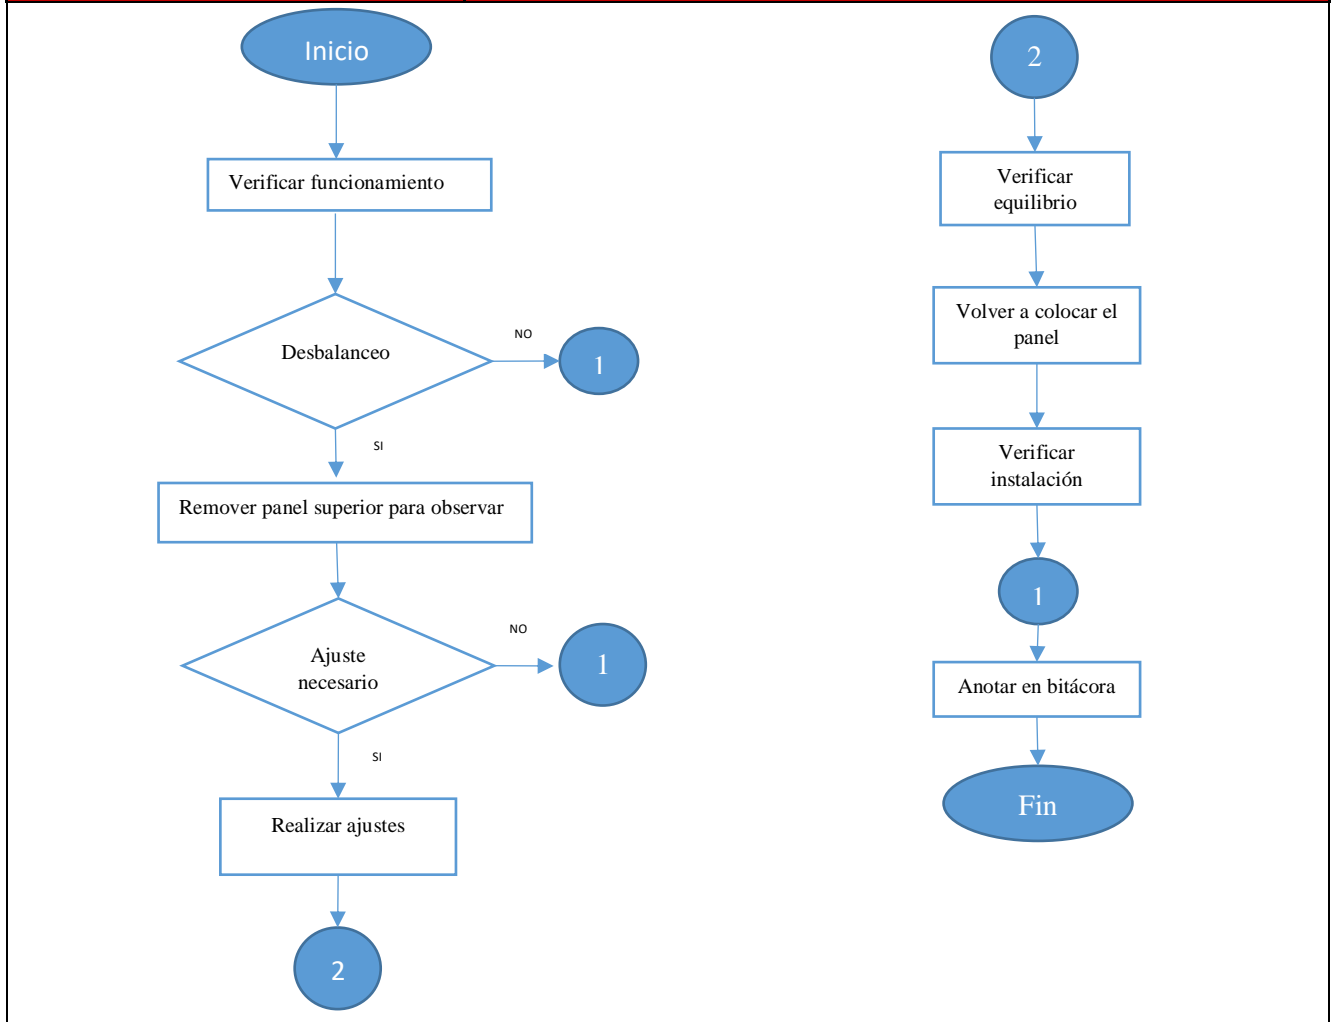 Inicio
Verificar funcionamiento
Desbalanceo
NO
1
SI
Remover panel superior para observar
Ajuste
necesario
NO
1
SI
Realizar ajustes
2
2
Verificar
equilibrio
Volver a colocar el
panel
Verificar
instalación
1
Anotar en bitácora
Fin